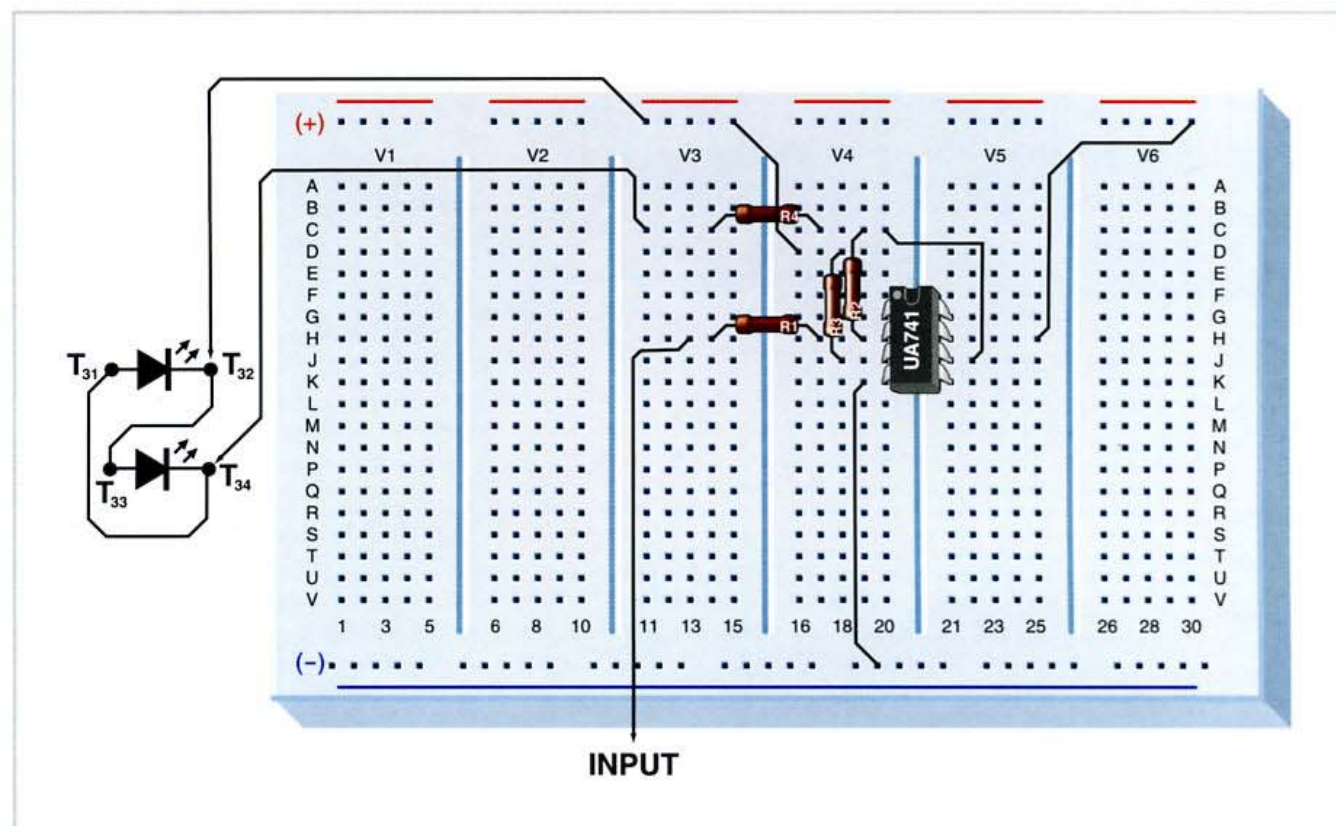 (+)
V1 V2 V3 V4 V5 V6
A A
B B
C R4 C
D D
E E
F F
G R2 G
H R1 R3 UA741 H
T31 T32 J J
K K
L L
M M
N N
P P
T33 T34 Q Q
R R
S S
T T
U U
V V
1 3 5 6 8 10 11 13 15 16 18 20 21 23 25 26 28 30
(-)
INPUT